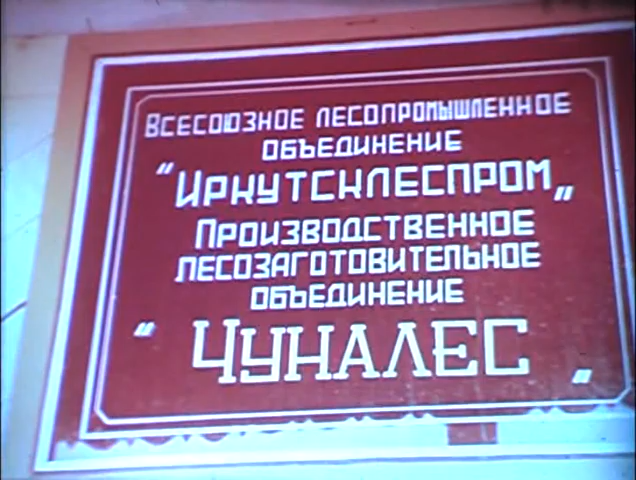 Всесоюзное лесопромышленное
объединение
"Иркутсклеспром"
Производственное
лесозаготовительное
объединение
"Чуналес"